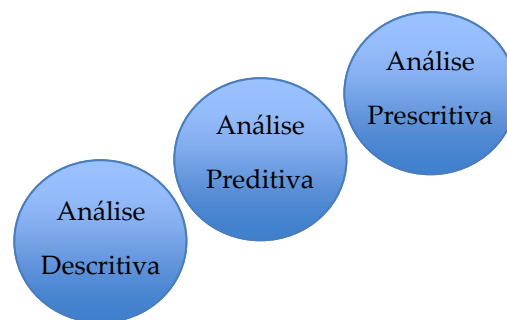 Análise
Descritiva
Análise
Preditiva
Análise
Prescritiva